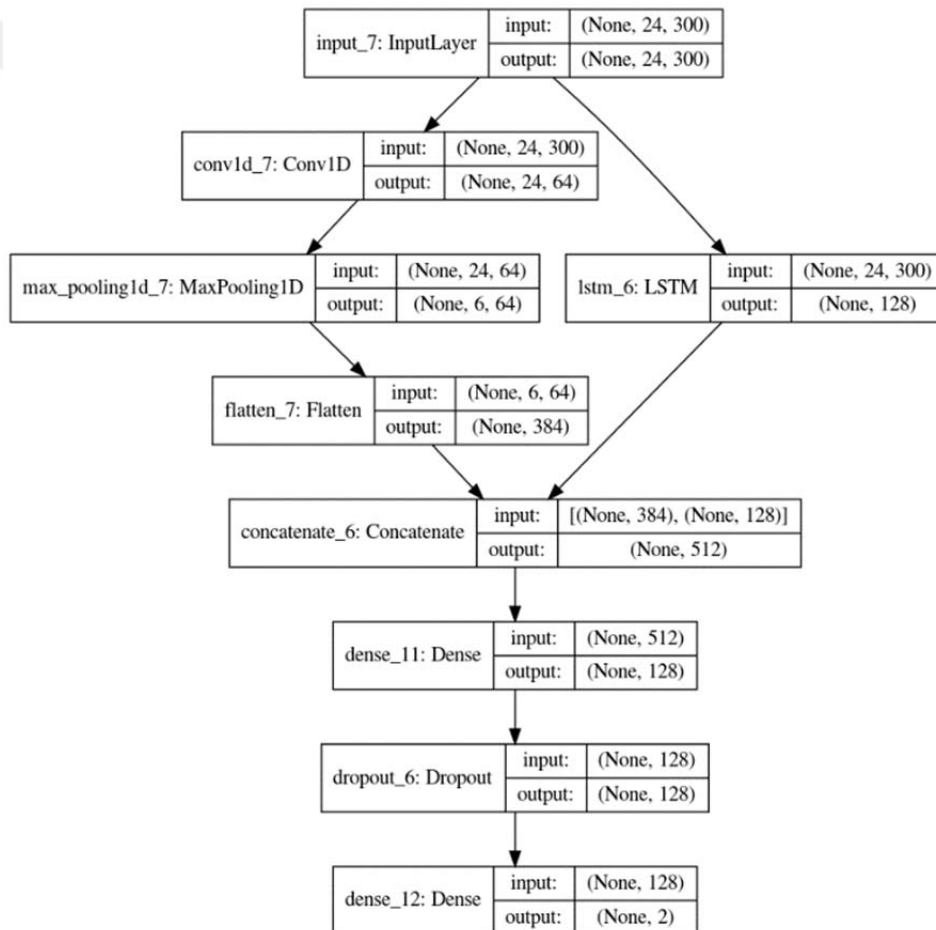 input_7: InputLayer
input: (None, 24, 300)
output: (None, 24, 300)
conv1d_7: Conv1D
input: (None, 24, 300)
output: (None, 24, 64)
max_pooling1d_7: MaxPooling1D
input: (None, 24, 64)
output: (None, 6, 64)
lstm_6: LSTM
input: (None, 24, 300)
output: (None, 128)
flatten_7: Flatten
input: (None, 6, 64)
output: (None, 384)
concatenate_6: Concatenate
input: [(None, 384), (None, 128)]
output: (None, 512)
dense_11: Dense
input: (None, 512)
output: (None, 128)
dropout_6: Dropout
input: (None, 128)
output: (None, 128)
dense_12: Dense
input: (None, 128)
output: (None, 2)